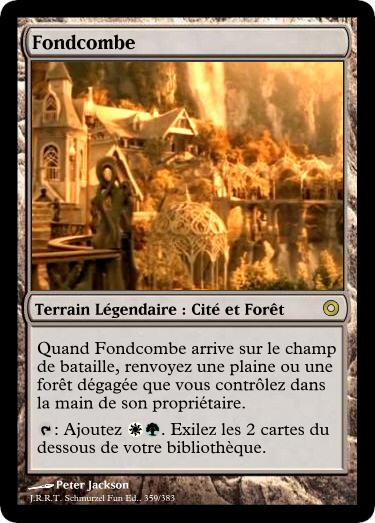 Fondcombe
Terrain Légendaire : Cité et Forêt
Quand Fondcombe arrive sur le champ
de bataille, renvoyez une plaine ou une
forêt dégagée que vous contrôlez dans
la main de son propriétaire.
: Ajoutez . Exilez les 2 cartes du
dessous de votre bibliothèque.
Peter Jackson
J.R.R.T. Schmurzel Fun Ed., 359/383